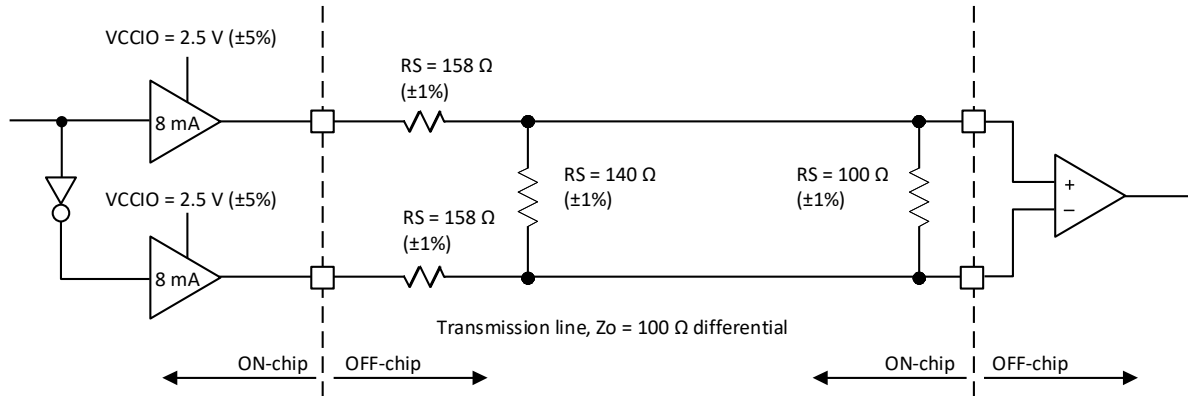 VCCIO = 2.5 V (±5%)
8 mA
RS = 158 Ω
(±1%)
RS = 140 Ω
(±1%)
RS = 100 Ω
(±1%)
+
−
VCCIO = 2.5 V (±5%)
8 mA
RS = 158 Ω
(±1%)
Transmission line, Zo = 100 Ω differential
ON-chip
OFF-chip
ON-chip
OFF-chip